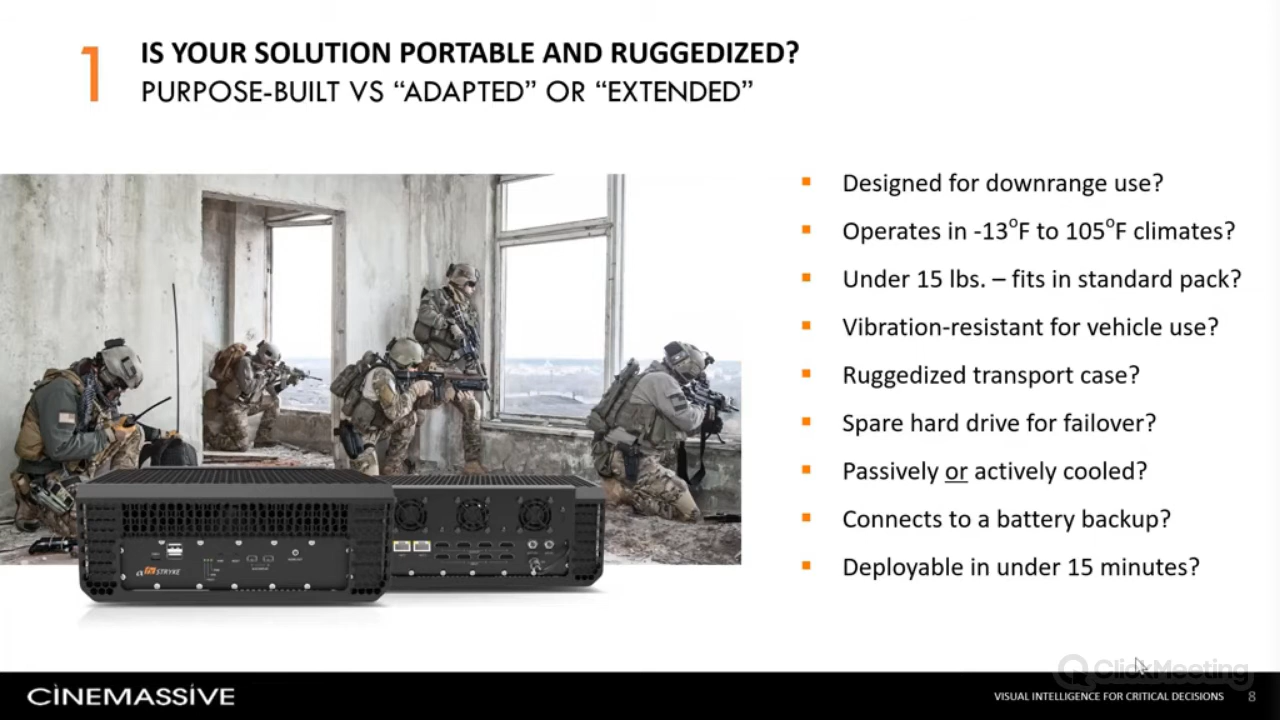 1
IS YOUR SOLUTION PORTABLE AND RUGGEDIZED?
PURPOSE-BUILT VS “ADAPTED” OR “EXTENDED”
Designed for downrange use?
Operates in -13°F to 105°F climates?
Under 15 lbs. – fits in standard pack?
Vibration-resistant for vehicle use?
Ruggedized transport case?
Spare hard drive for failover?
Passively or actively cooled?
Connects to a battery backup?
Deployable in under 15 minutes?
STRYKE
ClickMeeting
CINEMASSIVE
VISUAL INTELLIGENCE FOR CRITICAL DECISIONS 8